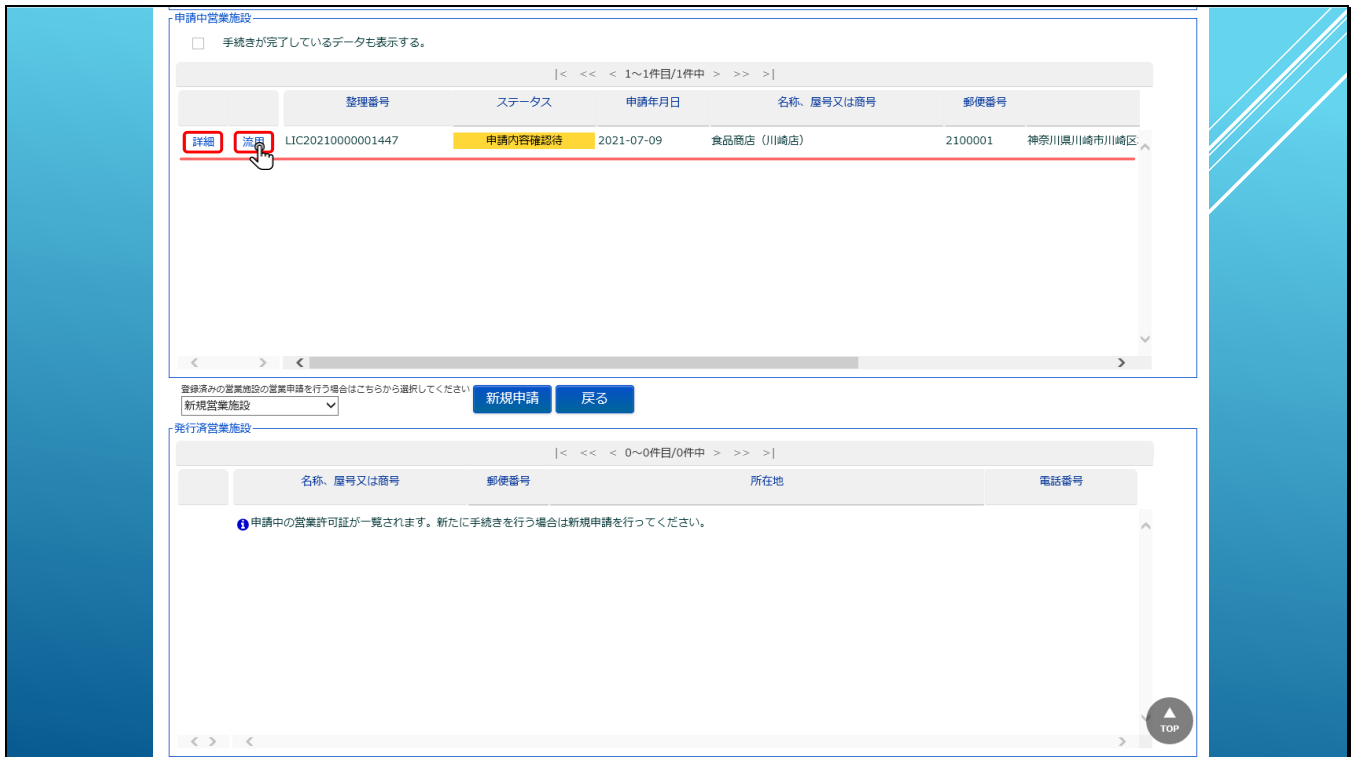 申請中営業施設
手続きが完了しているデータも表示する。
|< << < 1～1件目/1件中 > >> >|
整理番号 ステータス 申請年月日 名称、屋号又は商号 郵便番号
詳細 流用 LIC20210000001447 申請内容確認待 2021-07-09 食品商店（川崎店） 2100001 神奈川県川崎市川崎区
登録済みの営業施設の営業申請を行う場合はこちらから選択してください
新規営業施設 新規申請 戻る
発行済営業施設
|< << < 0～0件目/0件中 > >> >|
名称、屋号又は商号 郵便番号 所在地 電話番号
申請中の営業許可証が一覧されます。新たに手続きを行う場合は新規申請を行ってください。
TOP